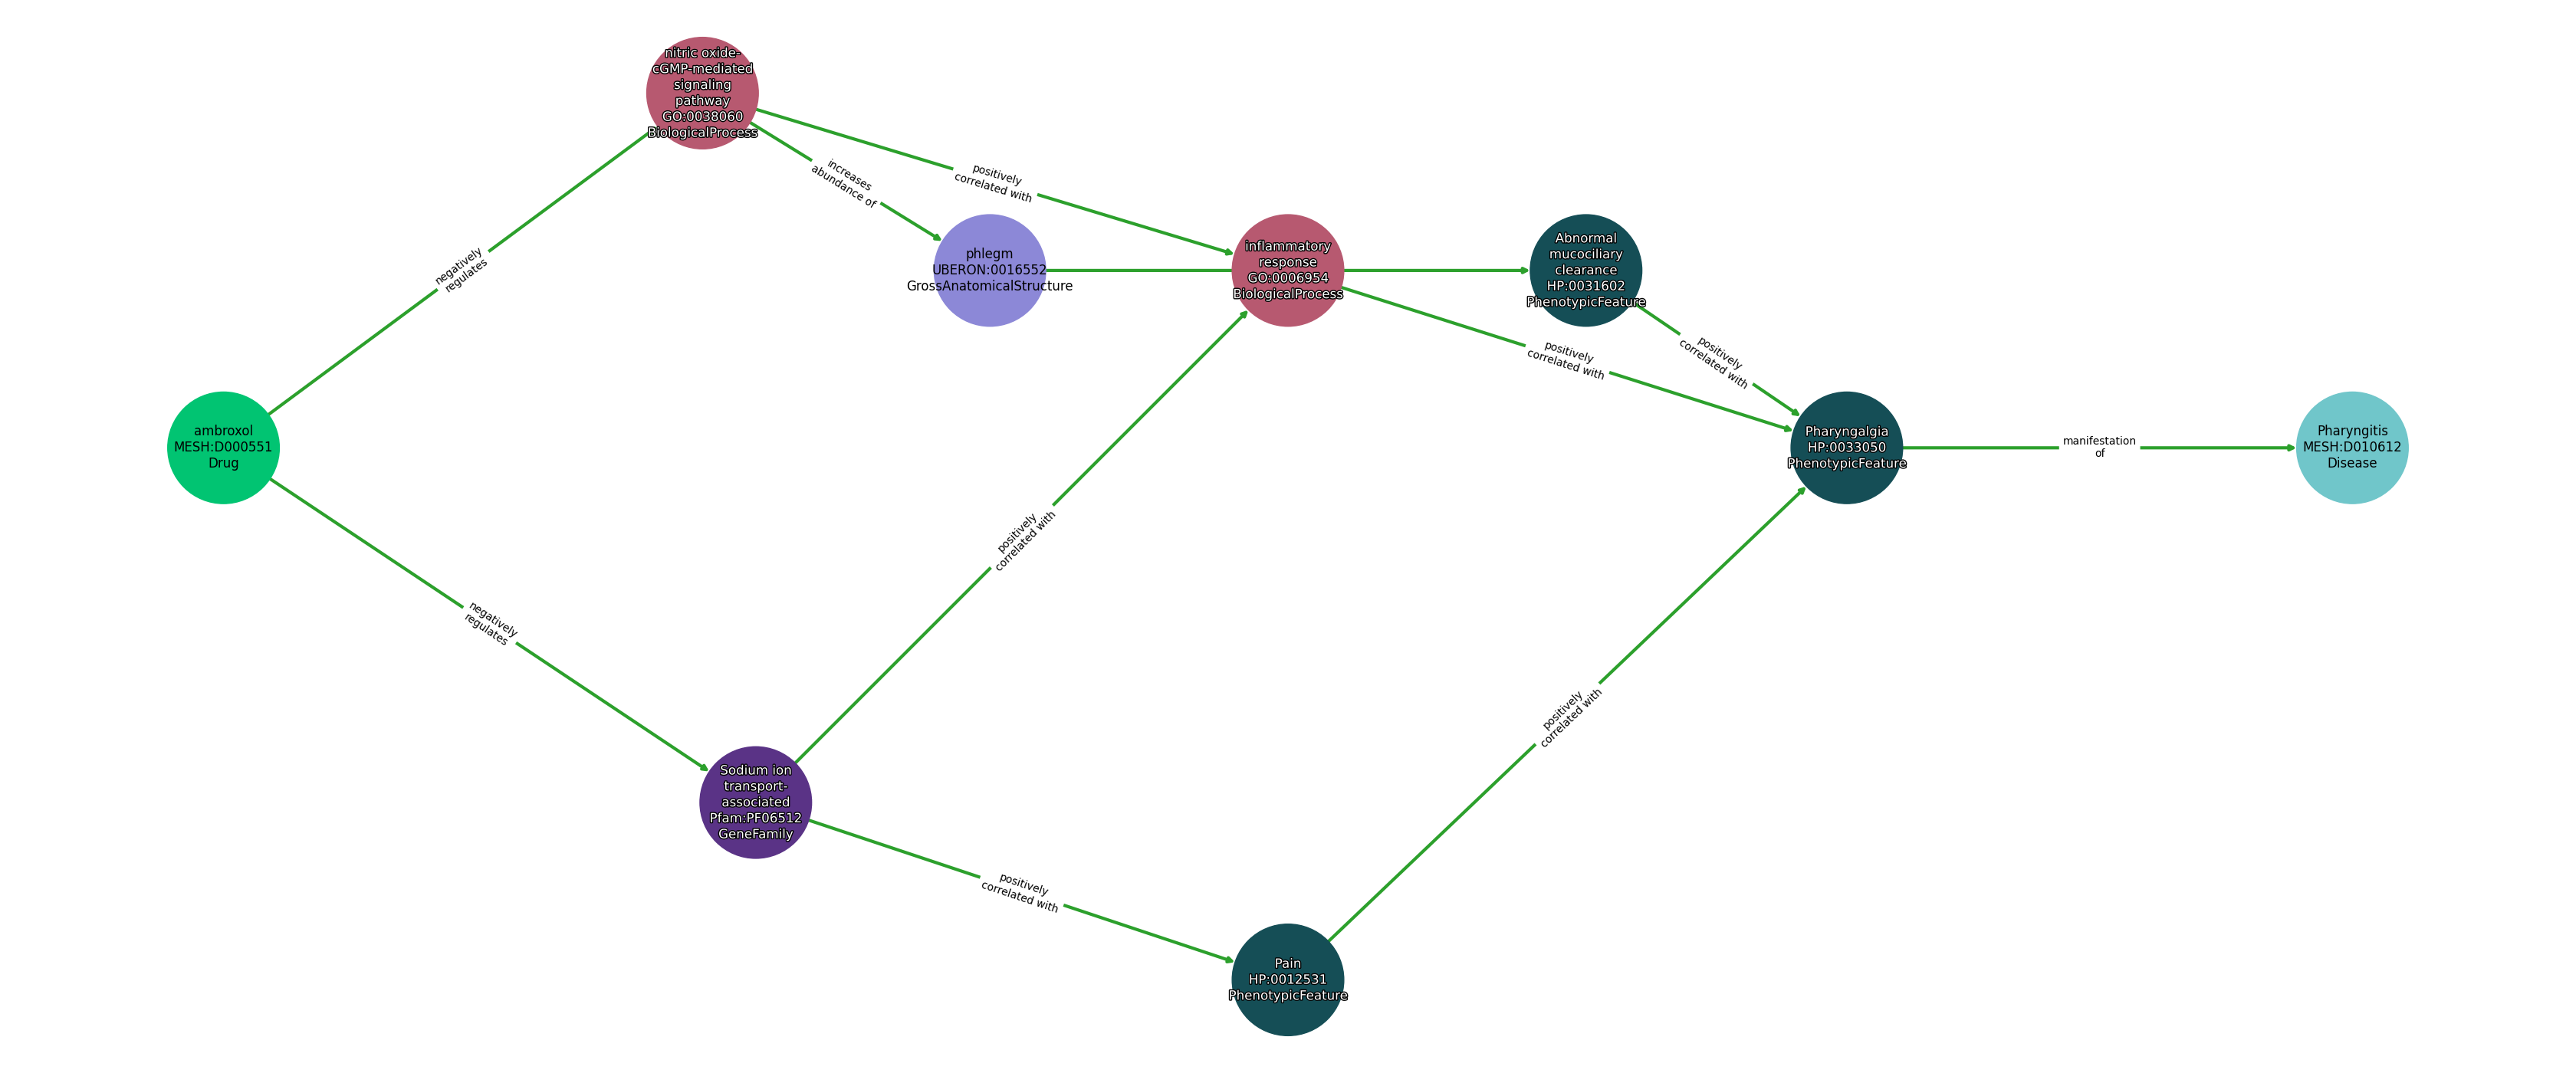 nitric oxide-
cGMP-mediated
signaling
pathway
GO:0038060
BiologicalProcess
increases
abundance of
positively
correlated with
negatively
regulates
phlegm
UBERON:0016552
GrossAnatomicalStructure
inflammatory
response
GO:0006954
BiologicalProcess
Abnormal
mucociliary
clearance
HP:0031602
PhenotypicFeature
positively
correlated with
positively
correlated with
ambroxol
MESH:D000551
Drug
Pharyngalgia
HP:0033050
PhenotypicFeature
manifestation
of
Pharyngitis
MESH:D010612
Disease
positively
correlated with
negatively
regulates
positively
correlated with
Sodium ion
transport-
associated
Pfam:PF06512
GeneFamily
positively
correlated with
Pain
HP:0012531
PhenotypicFeature